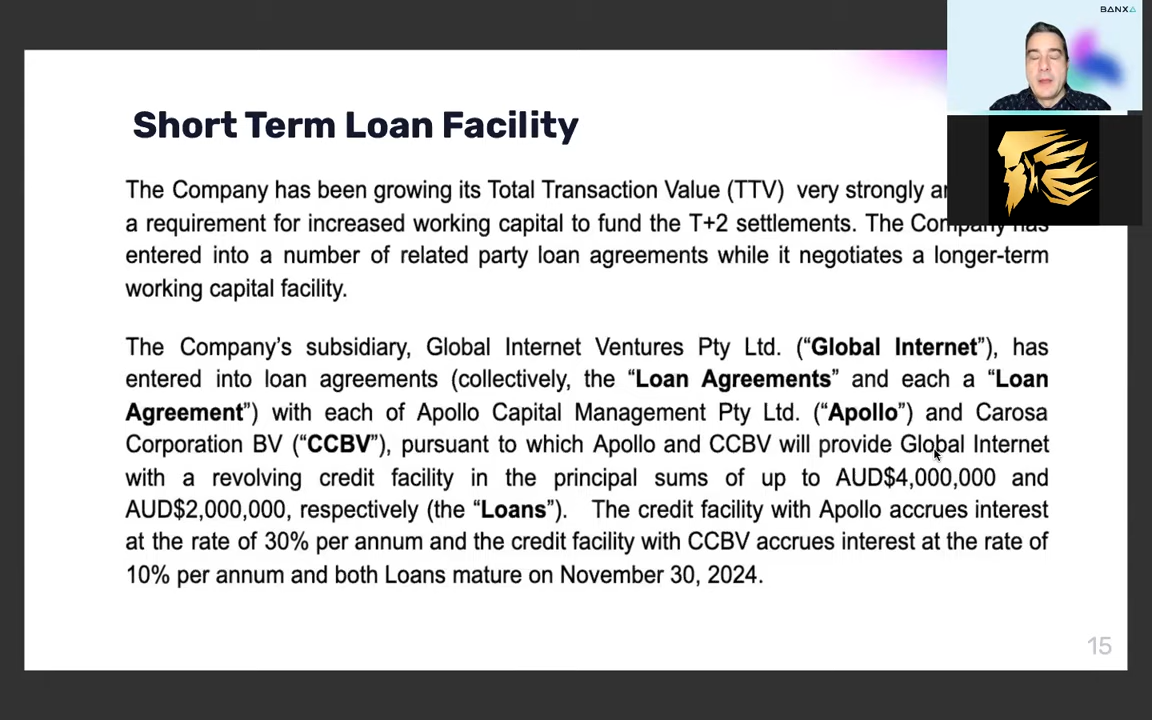 BANXA
Short Term Loan Facility
The Company has been growing its Total Transaction Value (TTV) very strongly
a requirement for increased working capital to fund the T+2 settlements. The Company has
entered into a number of related party loan agreements while it negotiates a longer-term
working capital facility.
The Company's subsidiary, Global Internet Ventures Pty Ltd. (“Global Internet”), has
entered into loan agreements (collectively, the “Loan Agreements” and each a “Loan
Agreement”) with each of Apollo Capital Management Pty Ltd. (“Apollo”) and Carosa
Corporation BV (“CCBV”), pursuant to which Apollo and CCBV will provide Global Internet
with a revolving credit facility in the principal sums of up to AUD$4,000,000 and
AUD$2,000,000, respectively (the “Loans”). The credit facility with Apollo accrues interest
at the rate of 30% per annum and the credit facility with CCBV accrues interest at the rate of
10% per annum and both Loans mature on November 30, 2024.
15